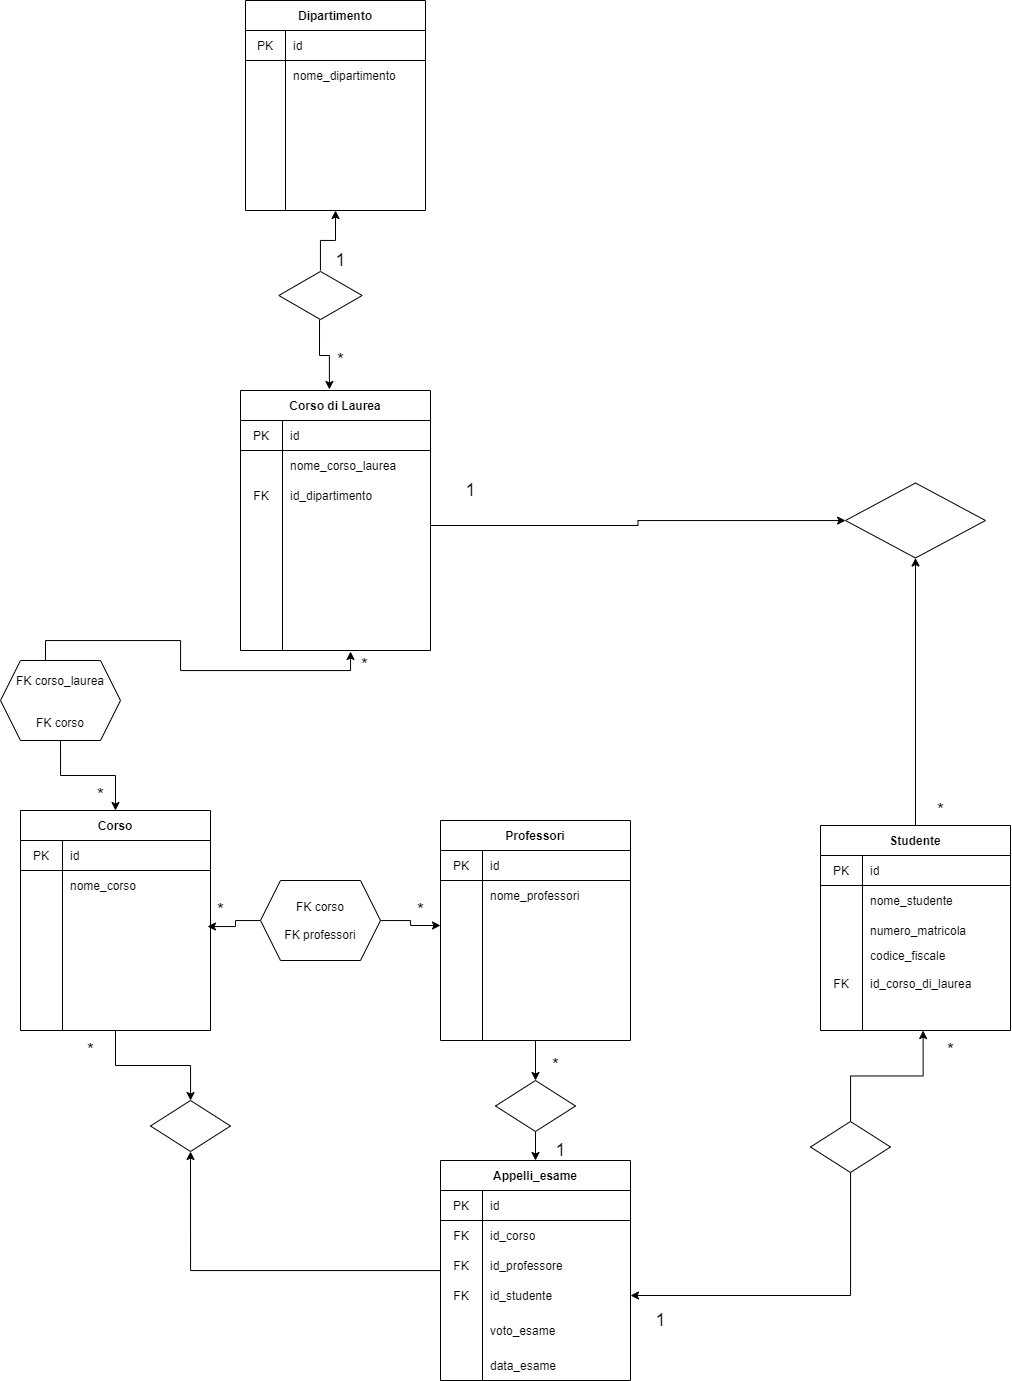 Dipartimento
PK id
nome_dipartimento
1
*
Corso di Laurea
PK id
nome_corso_laurea
FK id_dipartimento
1
*
FK corso_laurea
FK corso
*
Corso
PK id
nome_corso
*
FK corso
FK professori
*
Professori
PK id
nome_professori
*
Studente
PK id
nome_studente
numero_matricola
codice_fiscale
FK id_corso_di_laurea
*
*
*
1
Appelli_esame
PK id
FK id_corso
FK id_professore
FK id_studente
voto_esame
data_esame
1